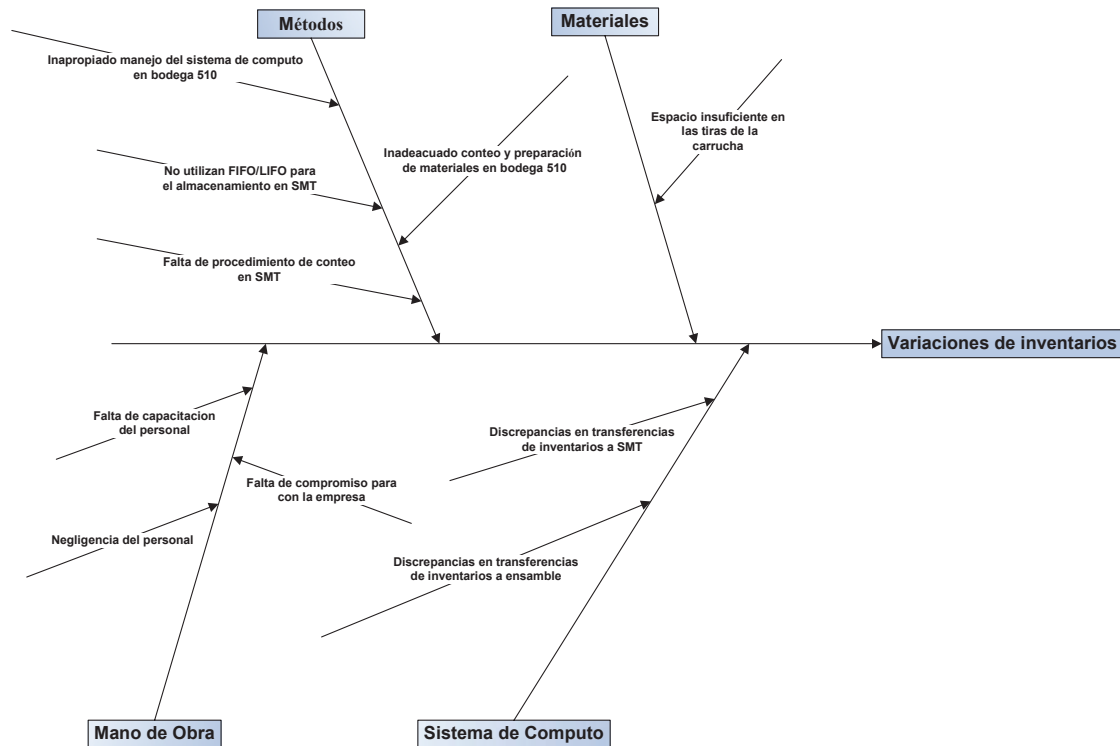 Métodos
Materiales
Inapropiado manejo del sistema de computo
en bodega 510
Espacio insuficiente en
las tiras de la
carrucha
Inadeacuado conteo y preparación
de materiales en bodega 510
No utilizan FIFO/LIFO para
el almacenamiento en SMT
Falta de procedimiento de conteo
en SMT
Variaciones de inventarios
Falta de capacitacion
del personal
Discrepancias en transferencias
de inventarios a SMT
Falta de compromiso para
con la empresa
Negligencia del personal
Discrepancias en transferencias
de inventarios a ensamble
Mano de Obra
Sistema de Computo